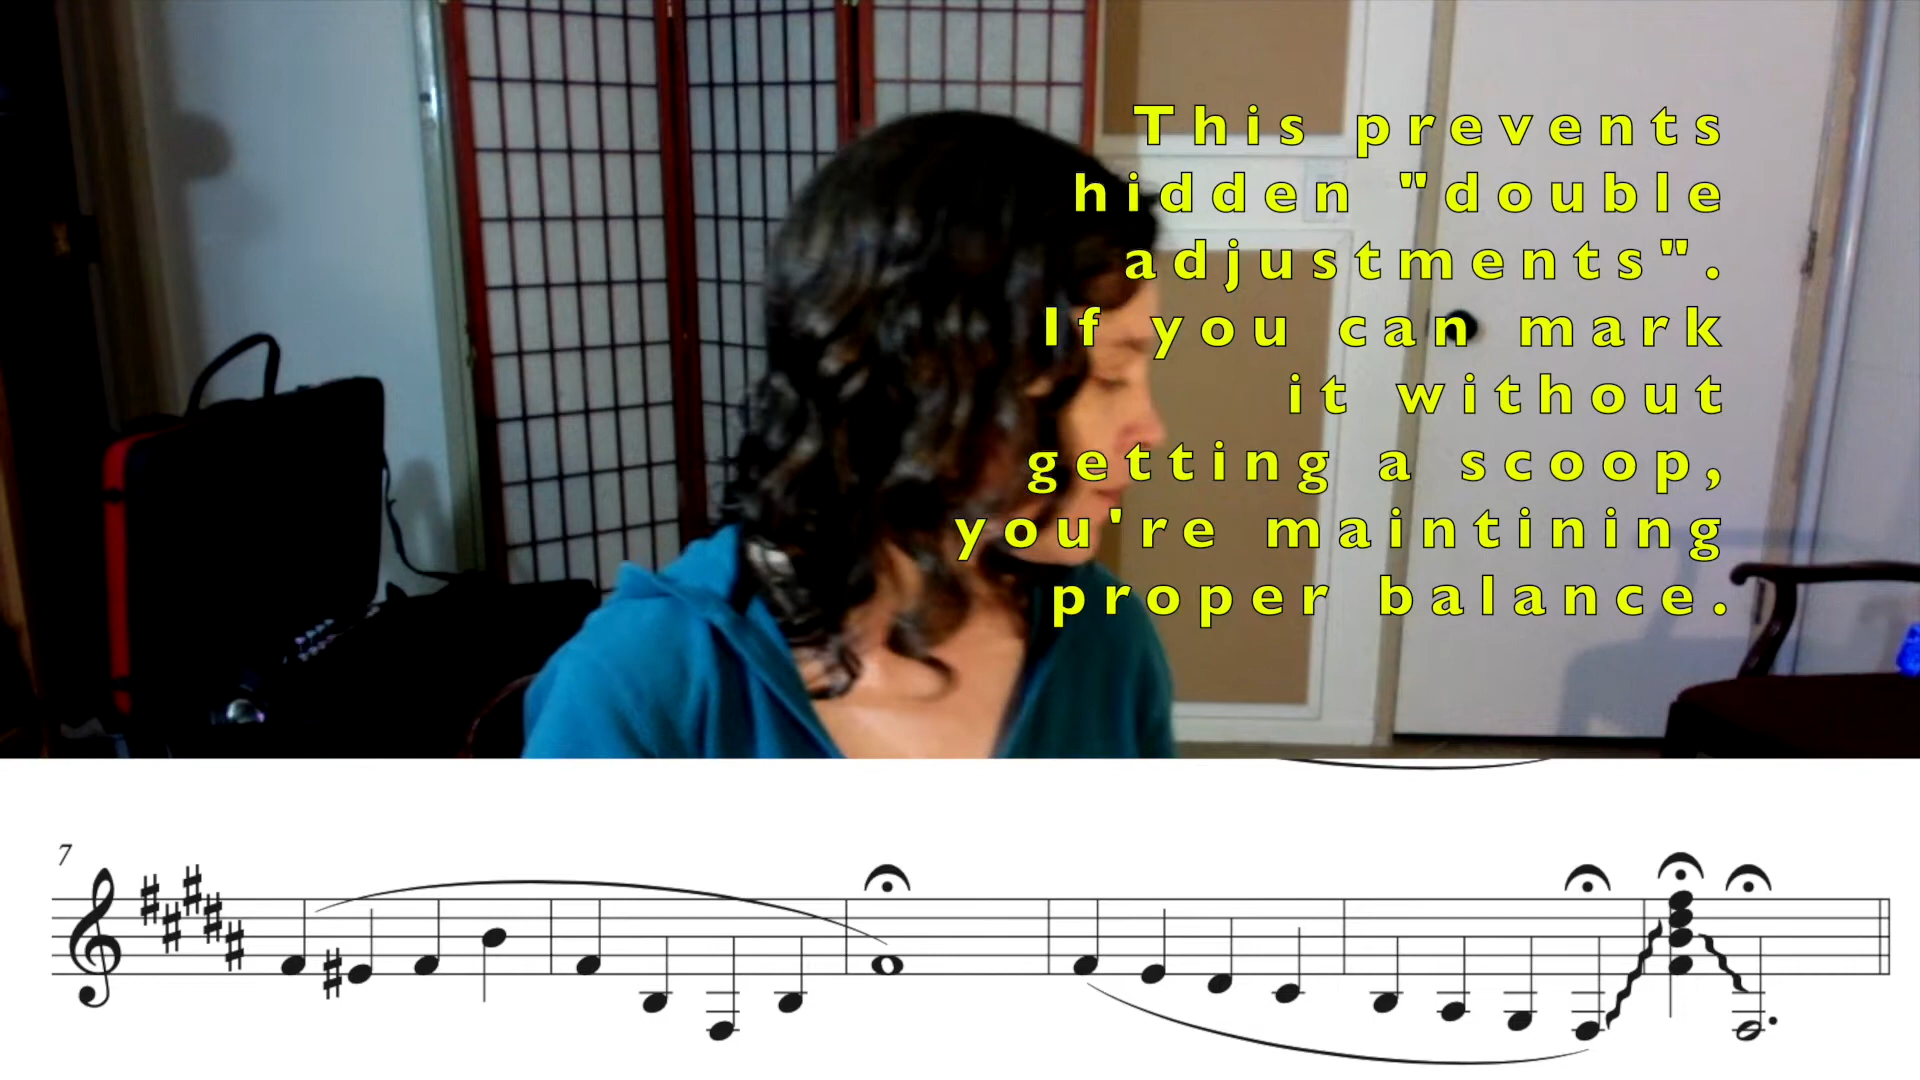 This prevents
hidden "double
adjustments".
If you can mark
it without
getting a scoop,
you're maintining
proper balance.
7